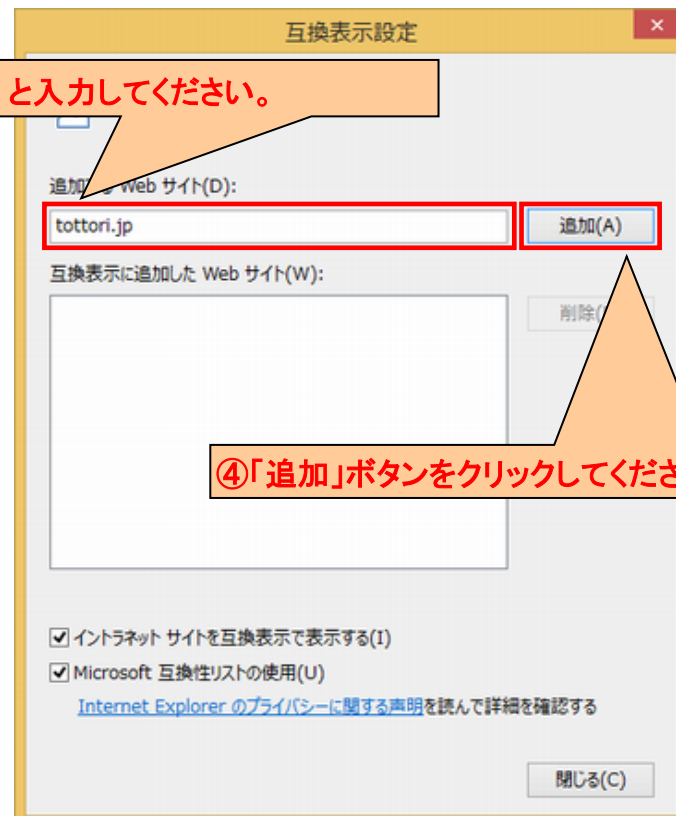 互換表示設定
と入力してください。
追加する Web サイト(D):
tottori.jp
追加(A)
互換表示に追加した Web サイト(W):
削除(
④「追加」ボタンをクリックしてくださ
イントラネット サイトを互換表示で表示する(I)
Microsoft 互換性リストの使用(U)
Internet Explorer のプライバシーに関する声明を読んで詳細を確認する
閉じる(C)